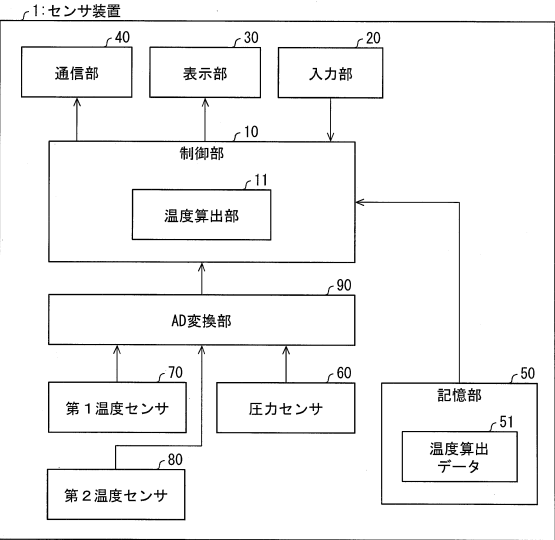 1:センサ装置
40
30
20
通信部
表示部
入力部
10
制御部
11
温度算出部
90
AD変換部
70
60
50
第1温度センサ
圧力センサ
記憶部
51
温度算出
データ
80
第2温度センサ